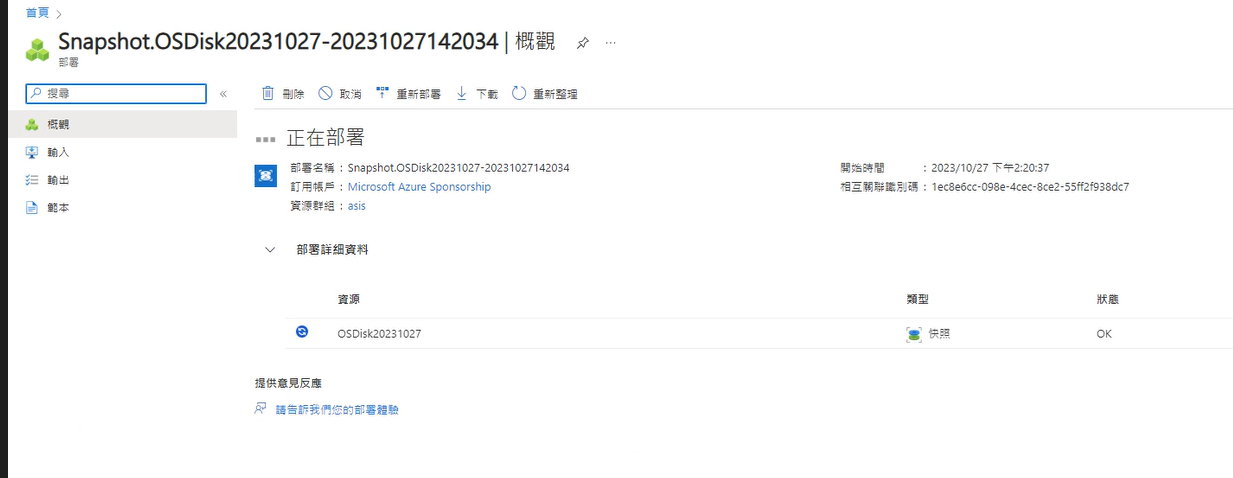 首頁
Snapshot.OSDisk20231027-20231027142034 | 概觀
部署
搜尋
刪除 取消 重新部署 下載 重新整理
概觀
輸入
輸出
範本
正在部署
部署名稱 : Snapshot.OSDisk20231027-20231027142034 開始時間 : 2023/10/27 下午2:20:37
訂用帳戶 : Microsoft Azure Sponsorship 相互關聯識別碼 : 1ec8e6cc-098e-4cec-8ce2-55ff2f938dc7
資源群組 : asis
部署詳細資料
資源 類型 狀態
OSDisk20231027 快照 OK
提供意見反應
請告訴我們您的部署體驗